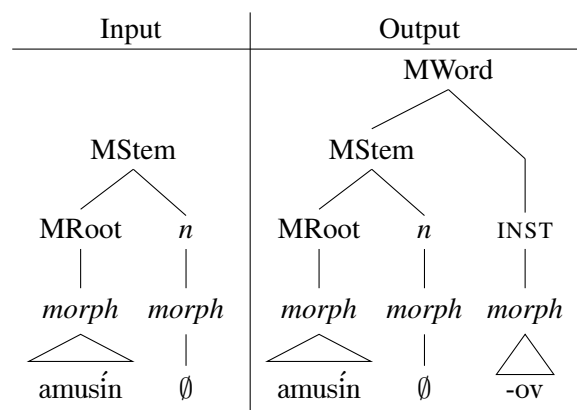 Input Output
MWord
MStem MStem
MRoot n MRoot n INST
morph morph morph morph morph
amusín ∅ amusín ∅ -ov